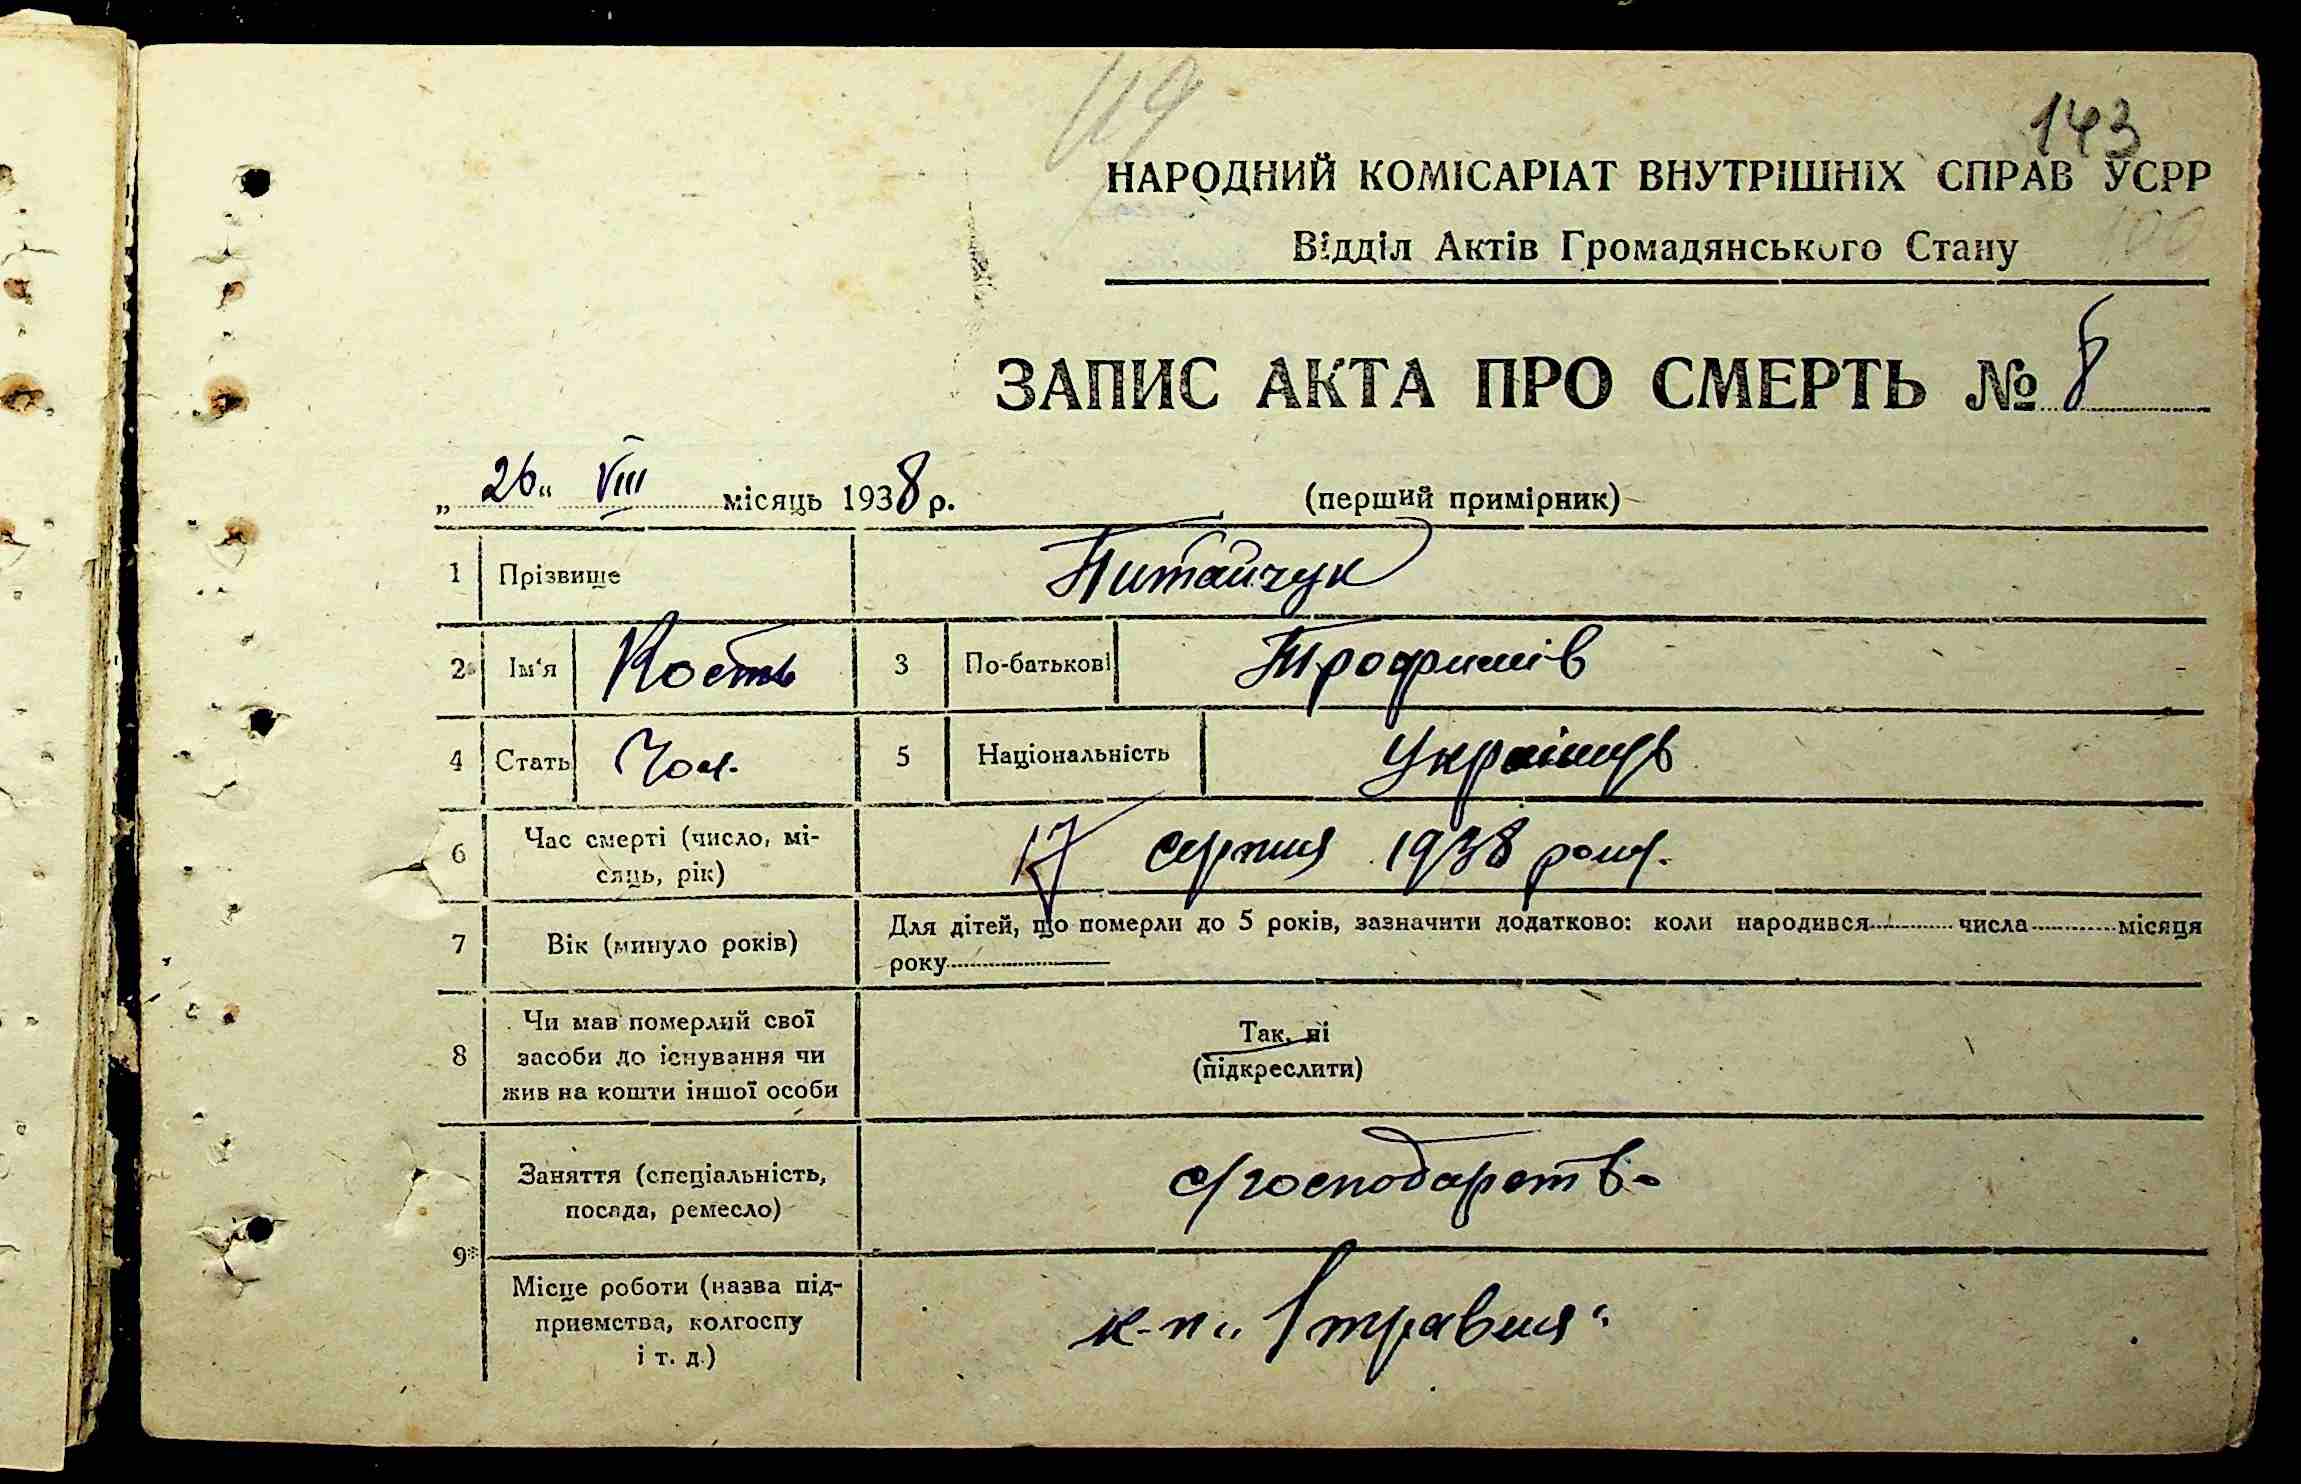 119
143
НАРОДНИЙ КОМІСАРІАТ ВНУТРІШНІХ СПРАВ УСРР
100
Відділ Актів Громадянського Стану
ЗАПИС АКТА ПРО СМЕРТЬ № 8
„26“ VIII місяць 1938 р. (перший примірник)
1 Прізвище Питайчук
2 Ім'я Кость 3 По-батькові Трофимів
4 Стать Чол. 5 Національність Українець
6 Час смерті (число, мі-
сяць, рік) 17 серпня 1938 року.
7 Вік (минуло років) Для дітей, що померли до 5 років, зазначити додатково: коли народився числа місяця
року
8 Чи мав померлий свої
засоби до існування чи
жив на кошти іншої особи
Так, ні
(підкреслити)
9*
Заняття (спеціальність,
посада, ремесло) с/господарство
Місце роботи (назва під-
приємства, колгоспу
і т. д.)
к-п „1 травня“